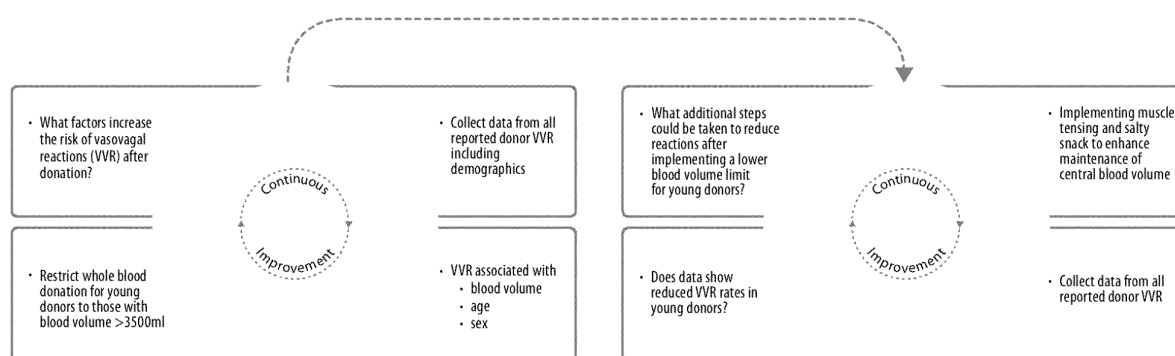 • What factors increase
the risk of vasovagal
reactions (VVR) after
donation?
• Collect data from all
reported donor VVR
including
demographics
Continuous
Improvement
• Restrict whole blood
donation for young
donors to those with
blood volume >3500ml
• VVR associated with
• blood volume
• age
• sex
• What additional steps
could be taken to reduce
reactions after
implementing a lower
blood volume limit
for young donors?
• Implementing muscle
tensing and salty
snack to enhance
maintenance of
central blood volume
Continuous
Improvement
• Does data show
reduced VVR rates in
young donors?
• Collect data from all
reported donor VVR